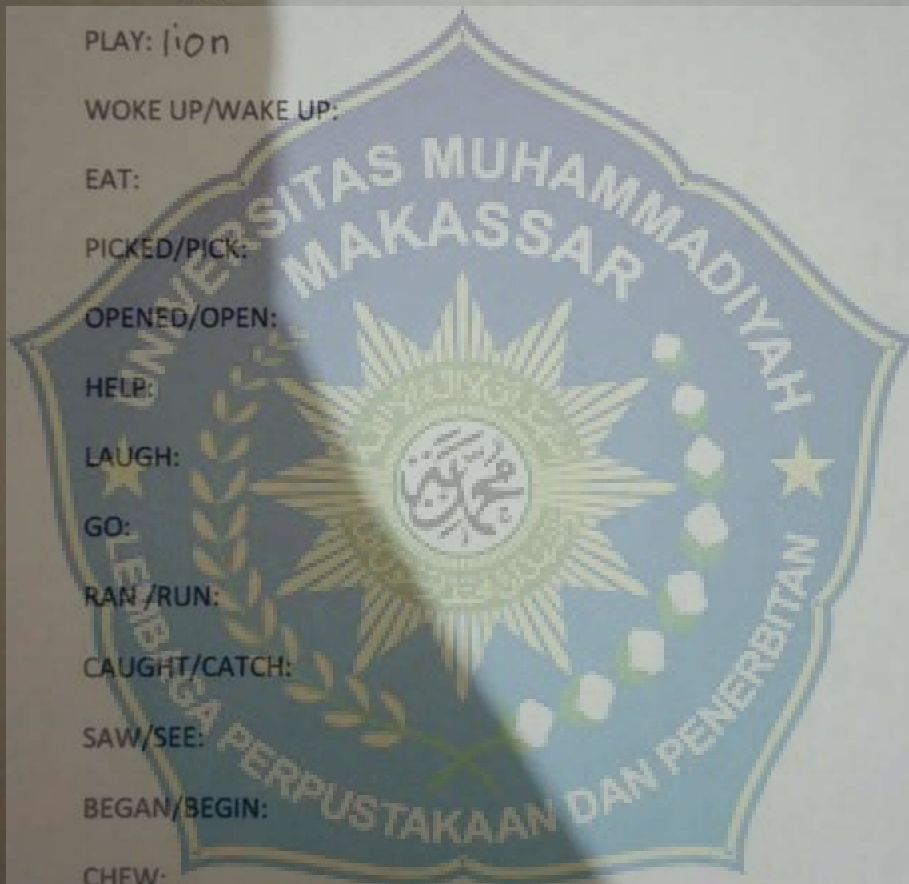 PLAY: lion
WOKE UP/WAKE UP:
EAT:
PICKED/PICK:
OPENED/OPEN:
HELP:
LAUGH:
GO:
RAN /RUN:
CAUGHT/CATCH:
SAW/SEE:
BEGAN/BEGIN:
CHEW:
UNIVERSITAS MUHAMMADIYAH
MAKASSAR
LEMBAGA PERPUSTAKAAN DAN PENERBITAN